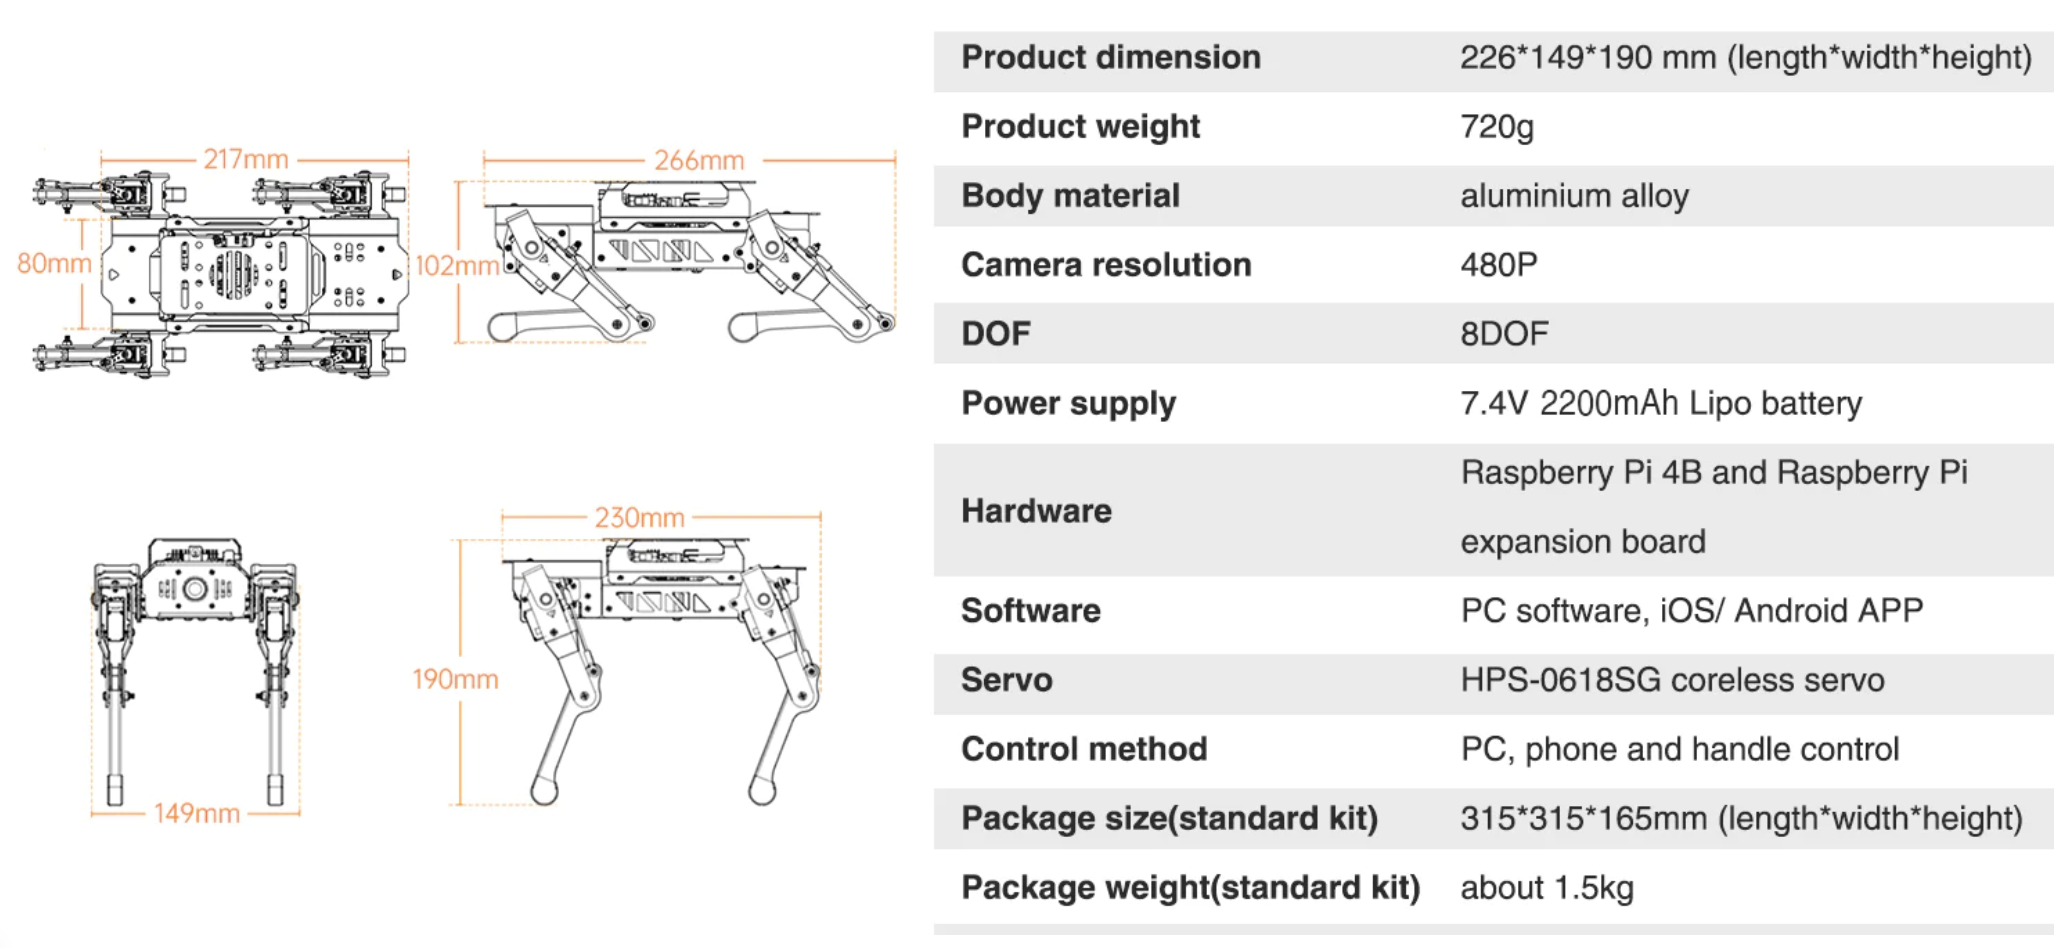 217mm
80mm
266mm
102mm
149mm
230mm
190mm
Product dimension 226*149*190 mm (length*width*height)
Product weight 720g
Body material aluminium alloy
Camera resolution 480P
DOF 8DOF
Power supply 7.4V 2200mAh Lipo battery
Hardware Raspberry Pi 4B and Raspberry Pi
expansion board
Software PC software, iOS/ Android APP
Servo HPS-0618SG coreless servo
Control method PC, phone and handle control
Package size(standard kit) 315*315*165mm (length*width*height)
Package weight(standard kit) about 1.5kg